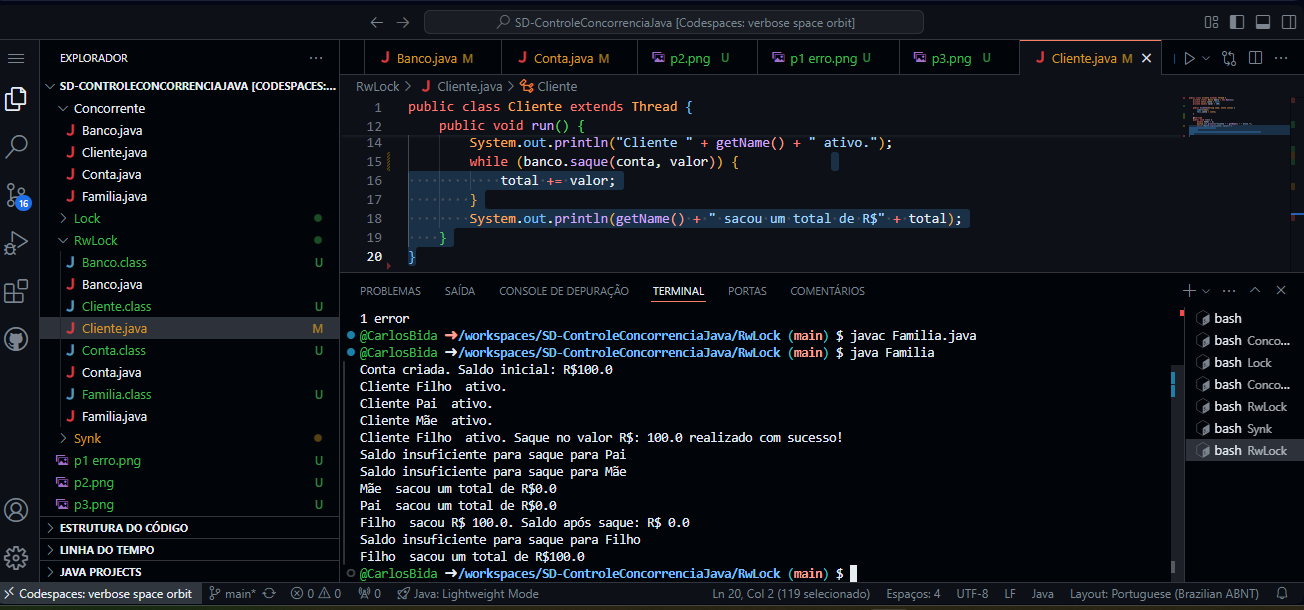 SD-ControleConcorrenciaJava [Codespaces: verbose space orbit]
EXPLORADOR
SD-CONTROLECONCORRENCIAJAVA [CODESPACES:...
Concorrente
Banco.java
Cliente.java
Conta.java
Familia.java
Lock
RwLock
Banco.class U
Banco.java
Cliente.class U
Cliente.java M
Conta.class U
Conta.java
Familia.class U
Familia.java
Synk
p1 erro.png U
p2.png U
p3.png U
ESTRUTURA DO CÓDIGO
LINHA DO TEMPO
JAVA PROJECTS
16
Banco.java M
Conta.java M
p2.png U
p1 erro.png U
p3.png U
Cliente.java M
RwLock > Cliente.java > Cliente
1 public class Cliente extends Thread {
12 public void run() {
14 System.out.println("Cliente " + getName() + " ativo.");
15 while (banco.saque(conta, valor)) {
16 total += valor;
17 }
18 System.out.println(getName() + " sacou um total de R$" + total);
19 }
20 }
PROBLEMAS SAÍDA CONSOLE DE DEPURAÇÃO TERMINAL PORTAS COMENTÁRIOS
1 error
@CarlosBida ➜/workspaces/SD-ControleConcorrenciaJava/RwLock (main) $ javac Familia.java
@CarlosBida ➜/workspaces/SD-ControleConcorrenciaJava/RwLock (main) $ java Familia
Conta criada. Saldo inicial: R$100.0
Cliente Filho  ativo.
Cliente Pai  ativo.
Cliente Mãe  ativo.
Cliente Filho  ativo. Saque no valor R$: 100.0 realizado com sucesso!
Saldo insuficiente para saque para Pai
Saldo insuficiente para saque para Mãe
Mãe  sacou um total de R$0.0
Pai  sacou um total de R$0.0
Filho  sacou R$ 100.0. Saldo após saque: R$ 0.0
Saldo insuficiente para saque para Filho
Filho  sacou um total de R$100.0
@CarlosBida ➜/workspaces/SD-ControleConcorrenciaJava/RwLock (main) $
bash
bash Conco...
bash Lock
bash Conco...
bash RwLock
bash Synk
bash RwLock
Codespaces: verbose space orbit main* 0 0 0 Java: Lightweight Mode Ln 20, Col 2 (119 selecionado) Espaços: 4 UTF-8 LF Java Layout: Portuguese (Brazilian ABNT)